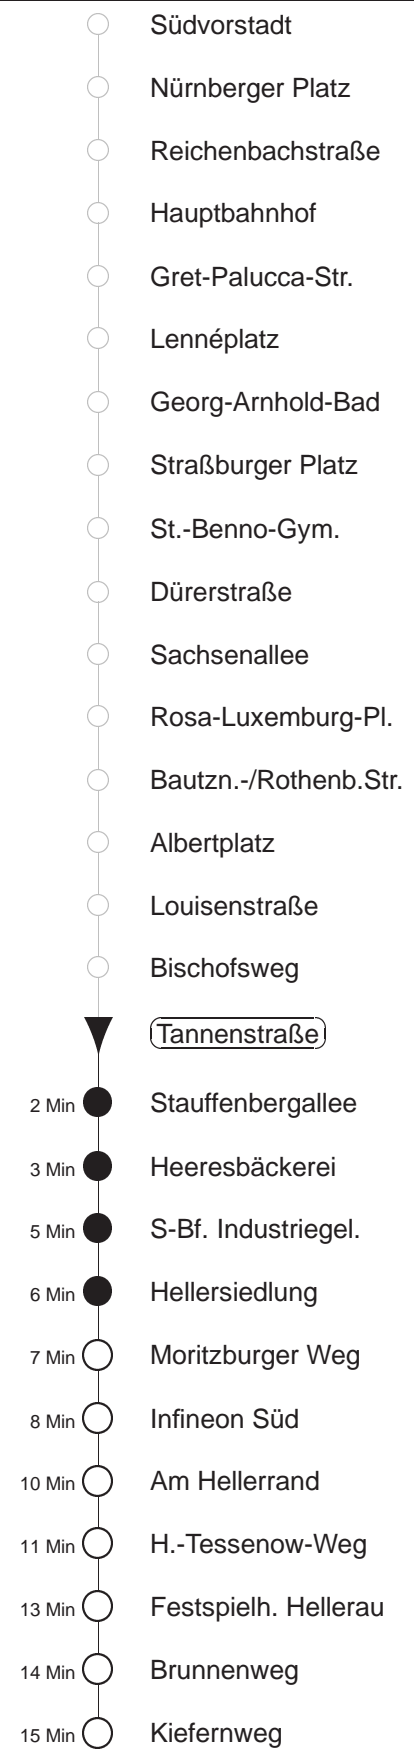 Südvorstadt
Nürnberger Platz
Reichenbachstraße
Hauptbahnhof
Gret-Palucca-Str.
Lennéplatz
Georg-Arnhold-Bad
Straßburger Platz
St.-Benno-Gym.
Dürerstraße
Sachsenallee
Rosa-Luxemburg-Pl.
Bautzn.-/Rothenb.Str.
Albertplatz
Louisenstraße
Bischofsweg
Tannenstraße
2 Min Stauffenbergallee
3 Min Heeresbäckerei
5 Min S-Bf. Industriegel.
6 Min Hellersiedlung
7 Min Moritzburger Weg
8 Min Infineon Süd
10 Min Am Hellerrand
11 Min H.-Tessenow-Weg
13 Min Festspielh. Hellerau
14 Min Brunnenweg
15 Min Kiefernweg